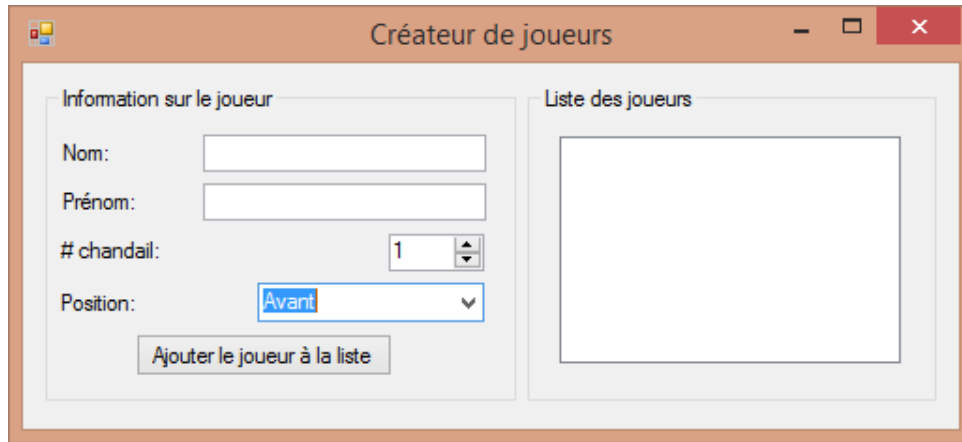 Créateur de joueurs
Information sur le joueur
Nom:
Prénom:
# chandail:
1
Position:
Avant
Ajouter le joueur à la liste
Liste des joueurs